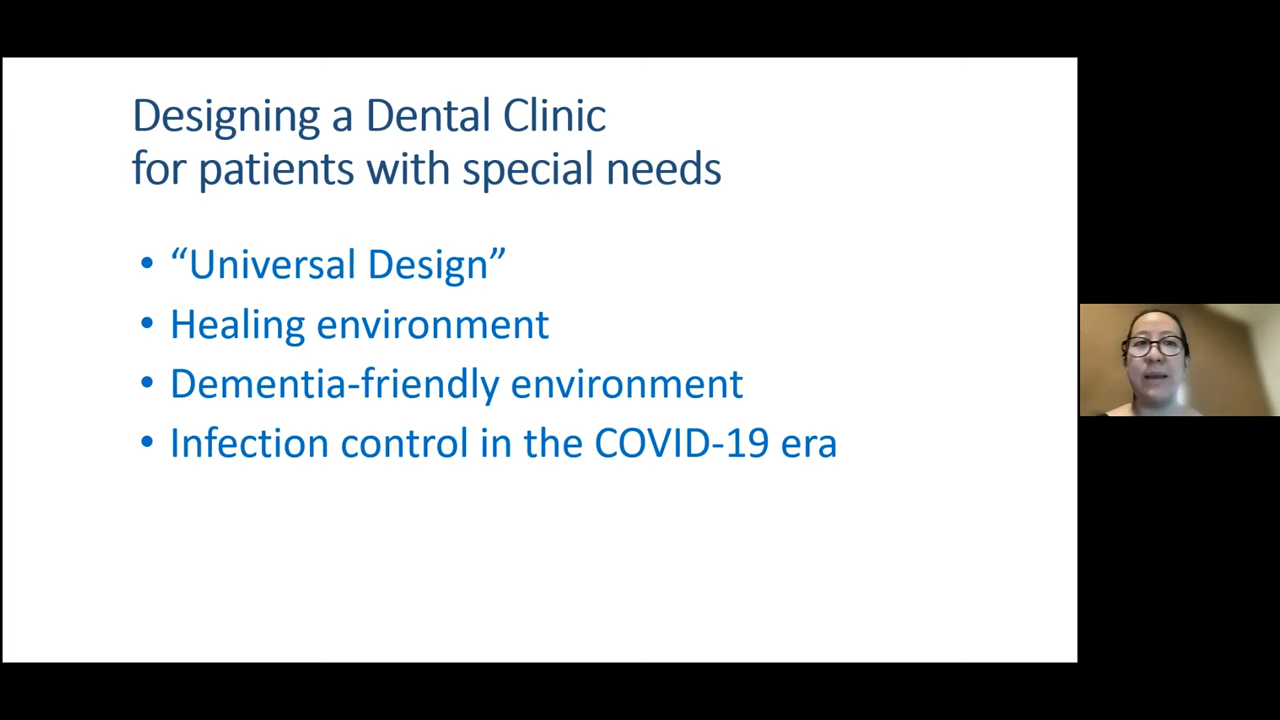 Designing a Dental Clinic
for patients with special needs
• “Universal Design”
• Healing environment
• Dementia-friendly environment
• Infection control in the COVID-19 era